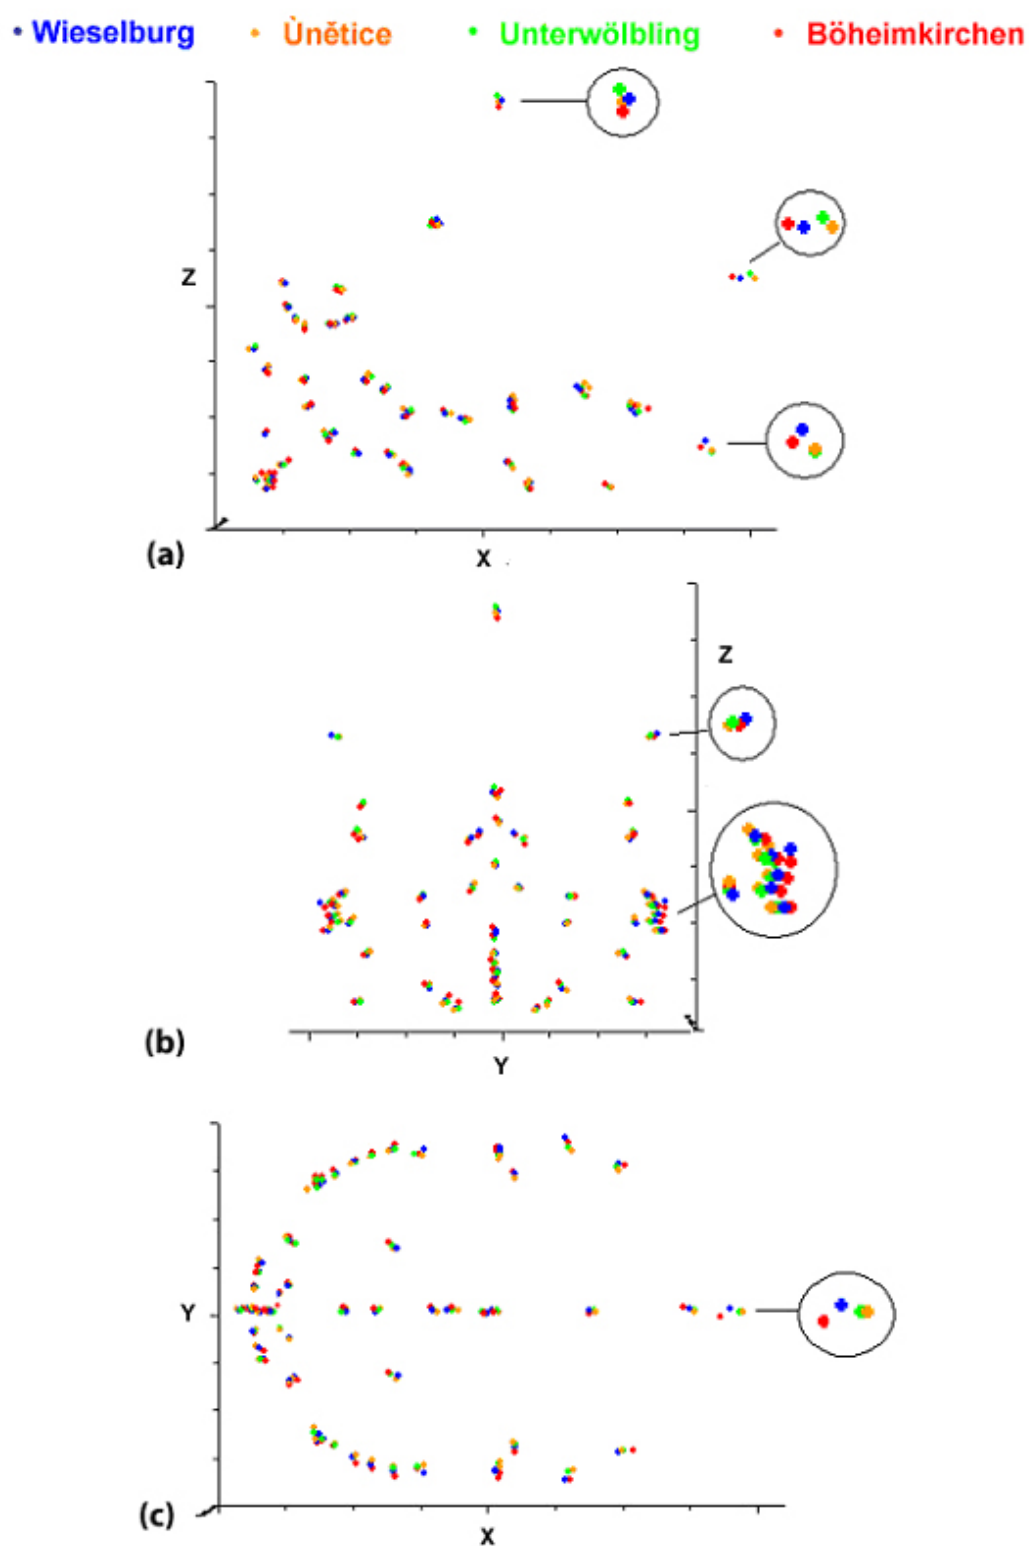 Wieselburg Ùnětice Unterwölbling Böheimkirchen
Z
(a)
X
Z
(b)
Y
Y
(c)
X